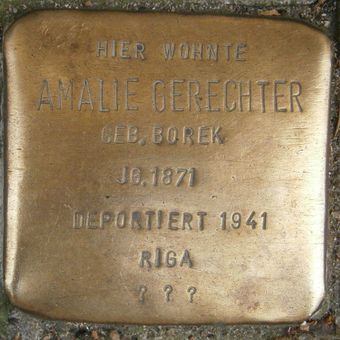 HIER WOHNTE
AMALIE GERECHTER
GEB. BOREK
JG. 1871
DEPORTIERT 1941
RIGA
? ? ?